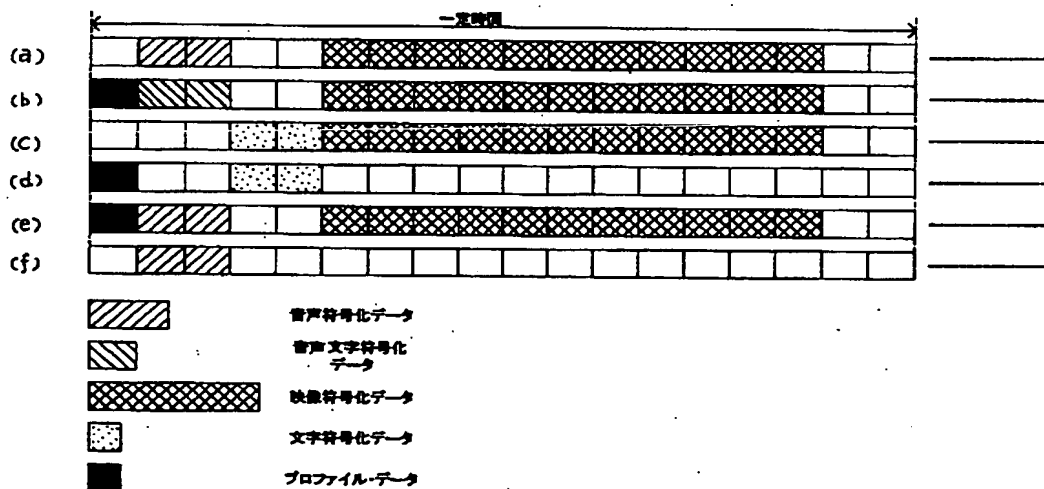 一定時間
(a)
(b)
(c)
(d)
(e)
(f)
音声符号化データ
音声文字符号化
データ
映像符号化データ
文字符号化データ
プロファイル・データ